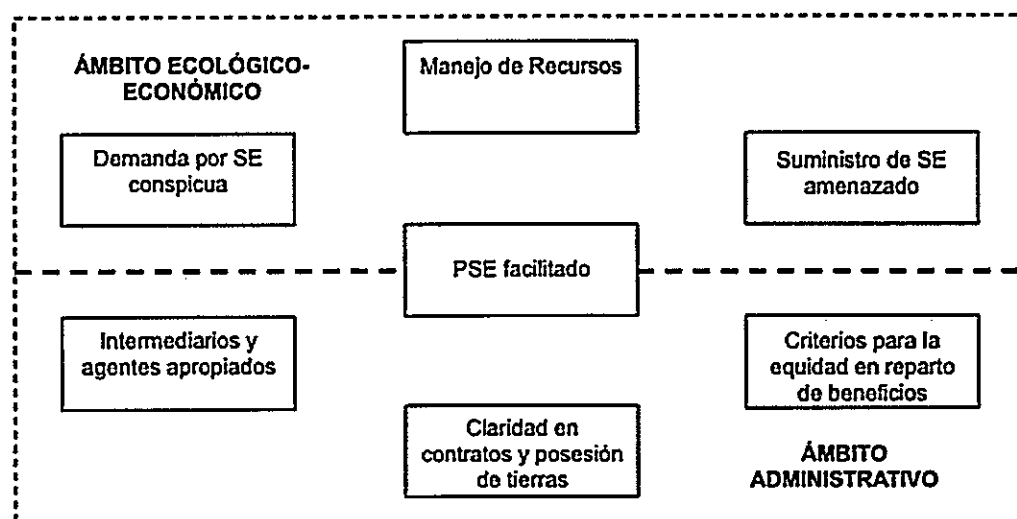 ÁMBITO ECOLÓGICO-
ECONÓMICO
Manejo de Recursos
Demanda por SE
conspicua
Suministro de SE
amenazado
PSE facilitado
Intermediarios y
agentes apropiados
Criterios para la
equidad en reparto
de beneficios
Claridad en
contratos y posesión
de tierras
ÁMBITO
ADMINISTRATIVO